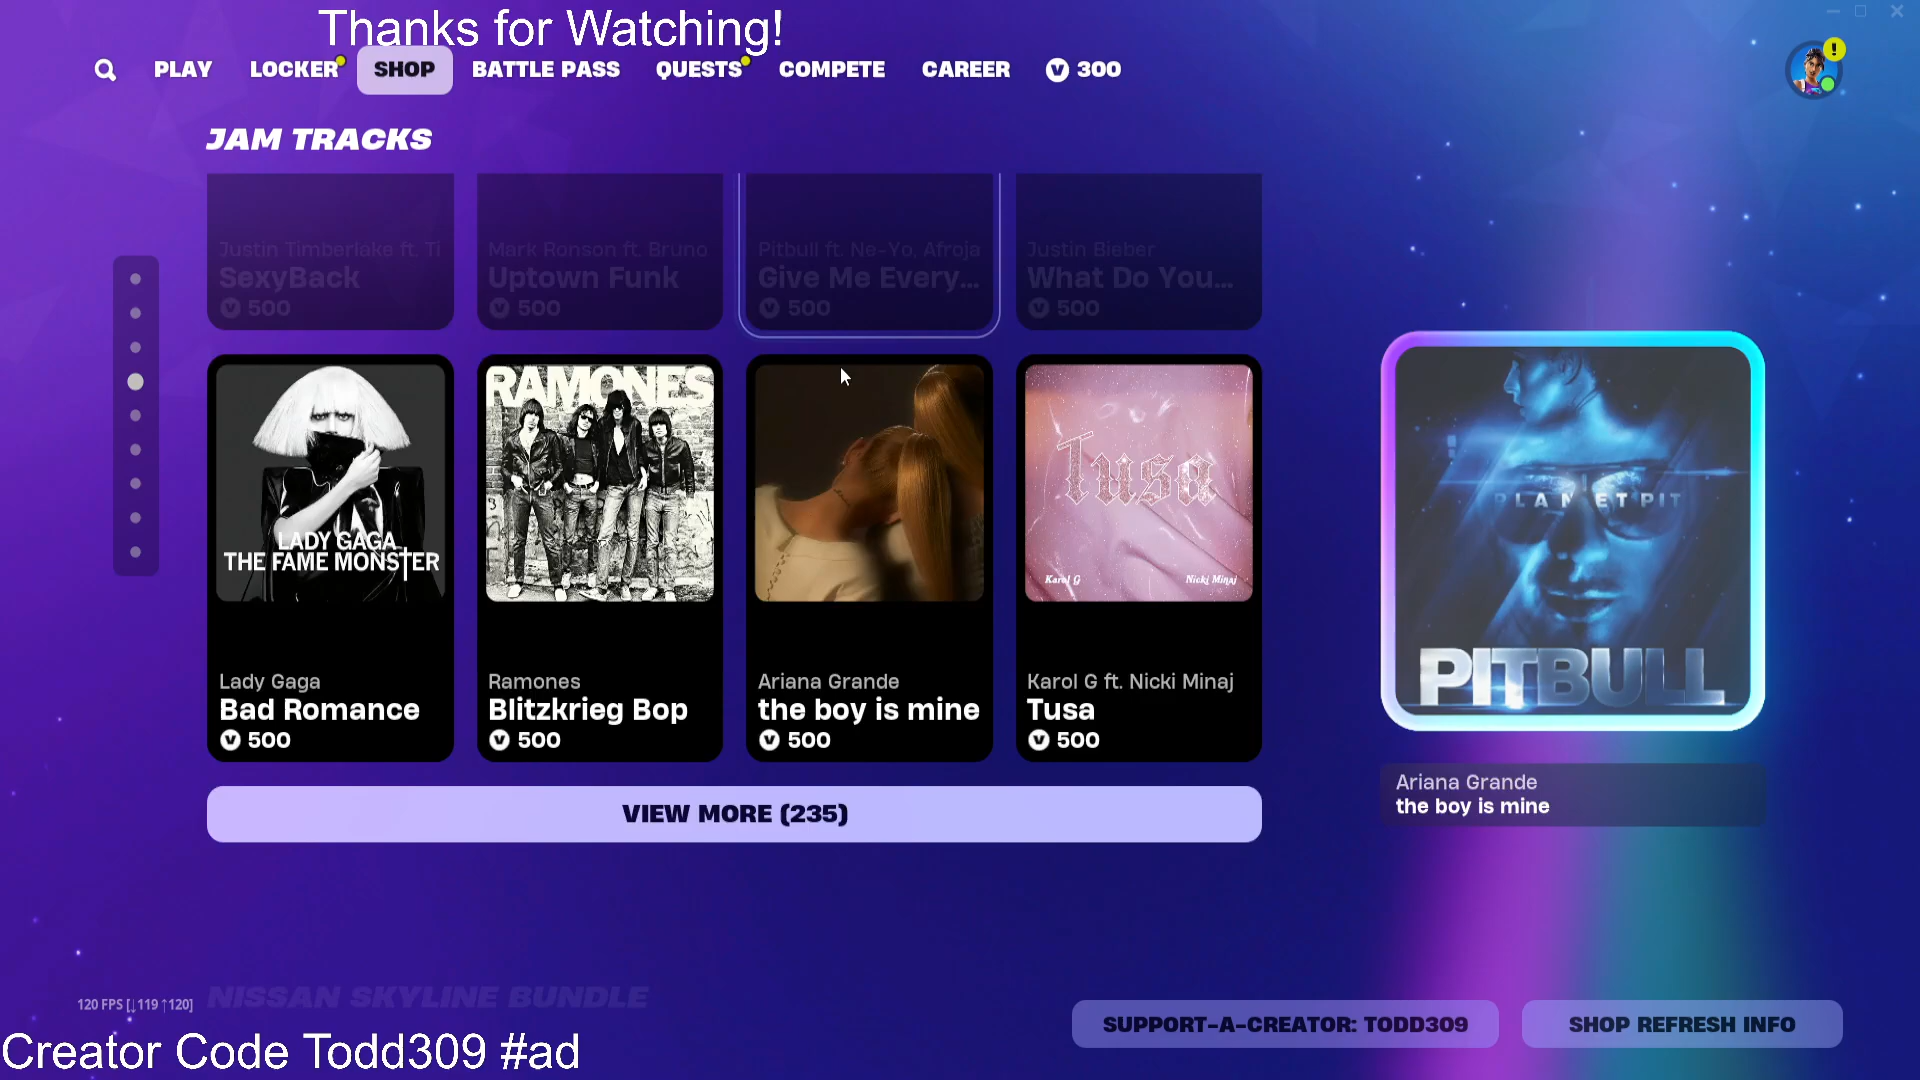 Thanks for Watching!
PLAY LOCKER SHOP BATTLE PASS QUESTS COMPETE CAREER 300
JAM TRACKS
Justin Timberlake ft. Ti
SexyBack
500
Mark Ronson ft. Bruno
Uptown Funk
500
Pitbull ft. Ne-Yo, Afroja
Give Me Every...
500
Justin Bieber
What Do You...
500
LADY GAGA
THE FAME MONSTER
Lady Gaga
Bad Romance
500
RAMONES
Ramones
Blitzkrieg Bop
500
Ariana Grande
the boy is mine
500
Tusa
Karol G Nicki Minaj
Karol G ft. Nicki Minaj
Tusa
500
PLANET PIT
PITBULL
Ariana Grande
the boy is mine
VIEW MORE (235)
NISSAN SKYLINE BUNDLE
120 FPS [↓119 ↑120]
SUPPORT-A-CREATOR: TODD309
SHOP REFRESH INFO
Creator Code Todd309 #ad